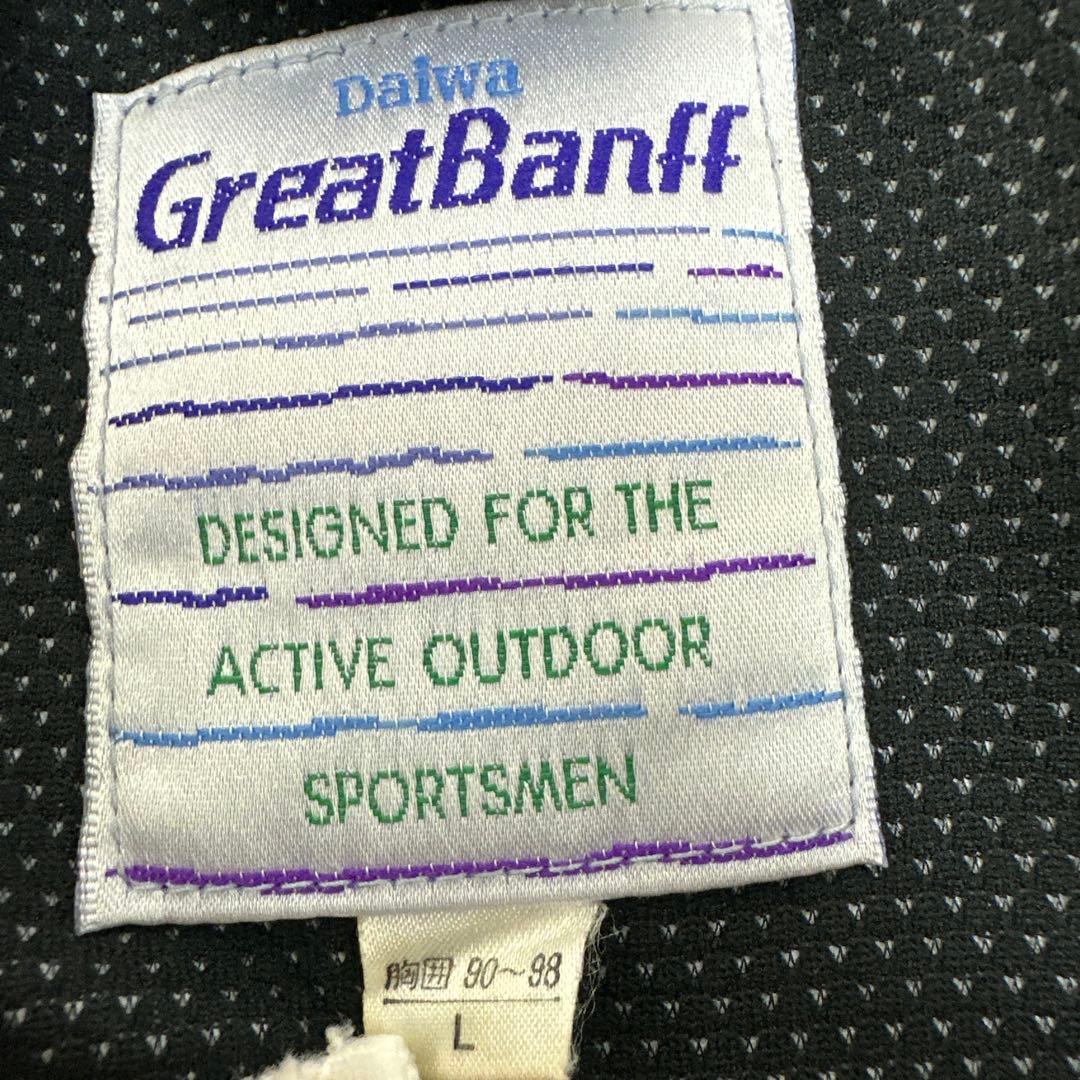 Daiwa
GreatBanff
DESIGNED FOR THE
ACTIVE OUTDOOR
SPORTSMEN
胸囲 90~98
L